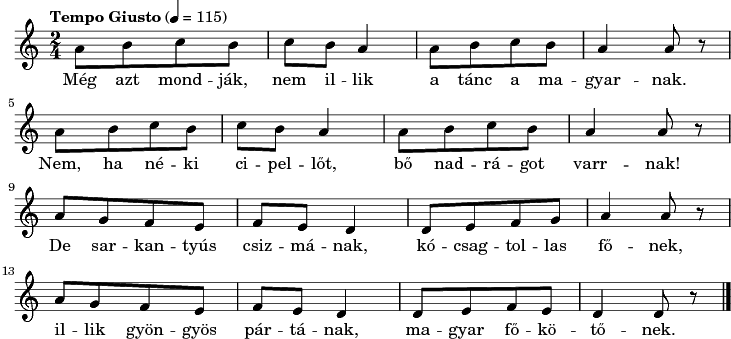 Tempo Giusto (♩ = 115)
2/4
Még azt mond - ják, nem il - lik a tánc a ma - gyar - nak.
5
Nem, ha né - ki ci - pel - lőt, bő nad - rá - got varr - nak!
9
De sar - kan - tyús csiz - má - nak, kó - csag - tol - las fő - nek,
13
il - lik gyön - gyös pár - tá - nak, ma - gyar fő - kö - tő - nek.